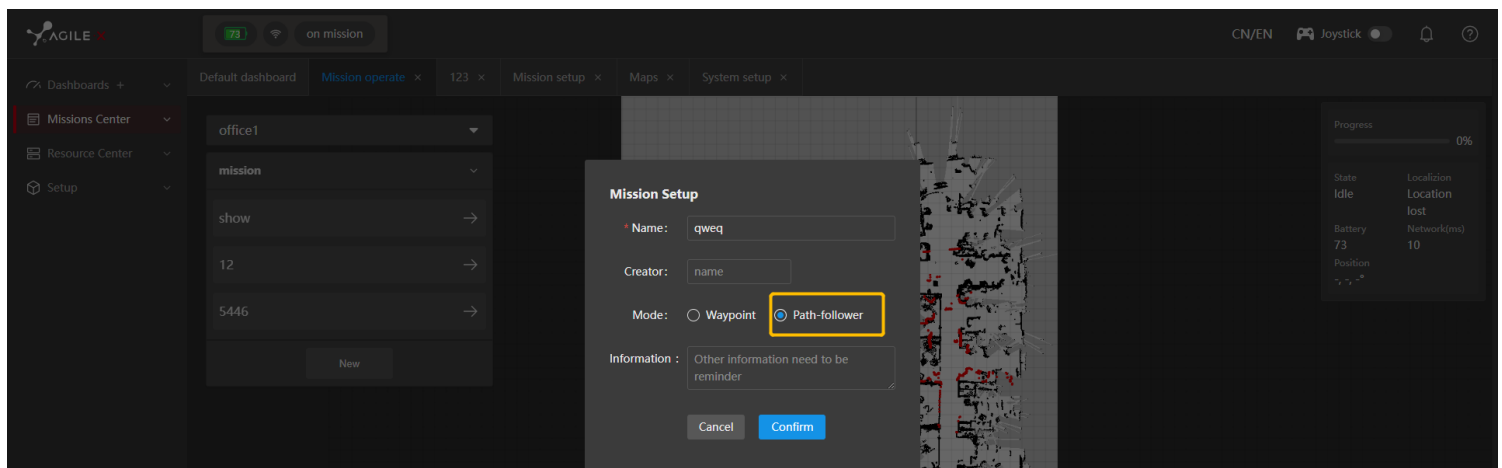 AGILE X
73
on mission
CN/EN
Joystick
Dashboards +
Default dashboard
Mission operate ×
123 ×
Mission setup ×
Maps ×
System setup ×
Missions Center
Resource Center
Setup
office1
mission
show
12
5446
New
Mission Setup
* Name:
qweq
Creator:
name
Mode:
Waypoint
Path-follower
Information :
Other information need to be
reminder
Cancel
Confirm
Progress
0%
State
Localizion
Idle
Location
lost
Battery
Network(ms)
73
10
Position
-, -, -°